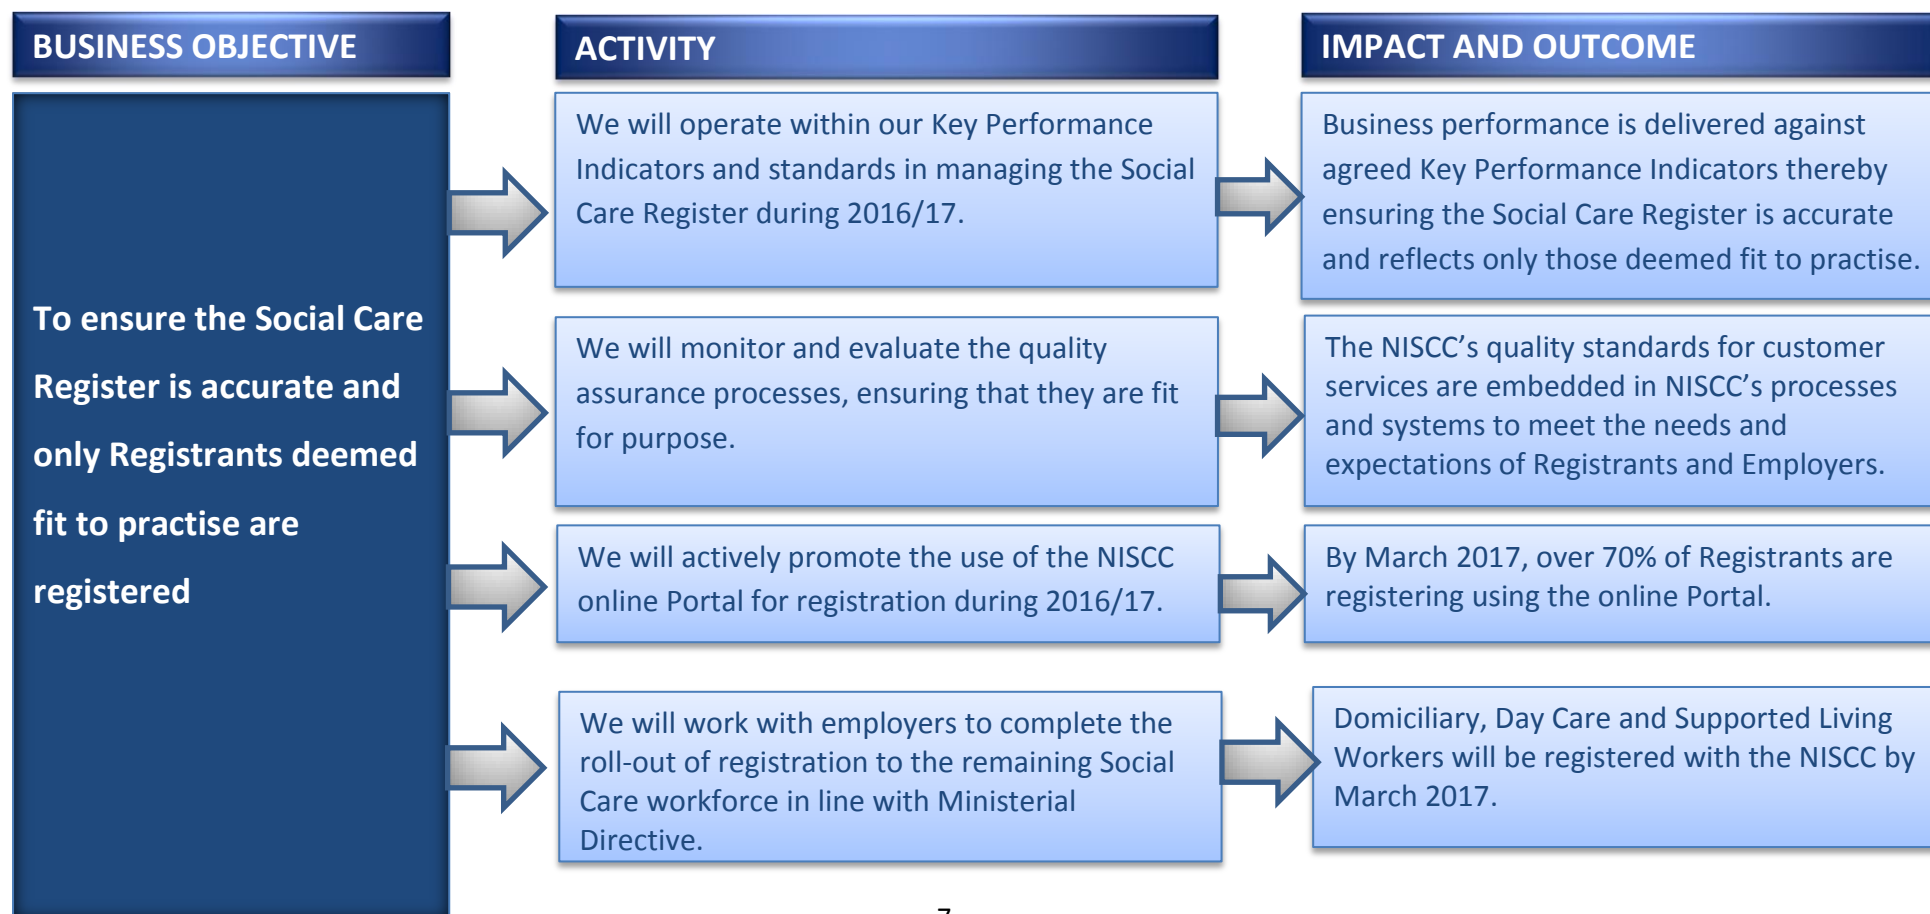 BUSINESS OBJECTIVE
ACTIVITY
IMPACT AND OUTCOME
To ensure the Social Care
Register is accurate and
only Registrants deemed
fit to practise are
registered
We will operate within our Key Performance
Indicators and standards in managing the Social
Care Register during 2016/17.
Business performance is delivered against
agreed Key Performance Indicators thereby
ensuring the Social Care Register is accurate
and reflects only those deemed fit to practise.
We will monitor and evaluate the quality
assurance processes, ensuring that they are fit
for purpose.
The NISCC’s quality standards for customer
services are embedded in NISCC’s processes
and systems to meet the needs and
expectations of Registrants and Employers.
We will actively promote the use of the NISCC
online Portal for registration during 2016/17.
By March 2017, over 70% of Registrants are
registering using the online Portal.
We will work with employers to complete the
roll-out of registration to the remaining Social
Care workforce in line with Ministerial
Directive.
Domiciliary, Day Care and Supported Living
Workers will be registered with the NISCC by
March 2017.
7